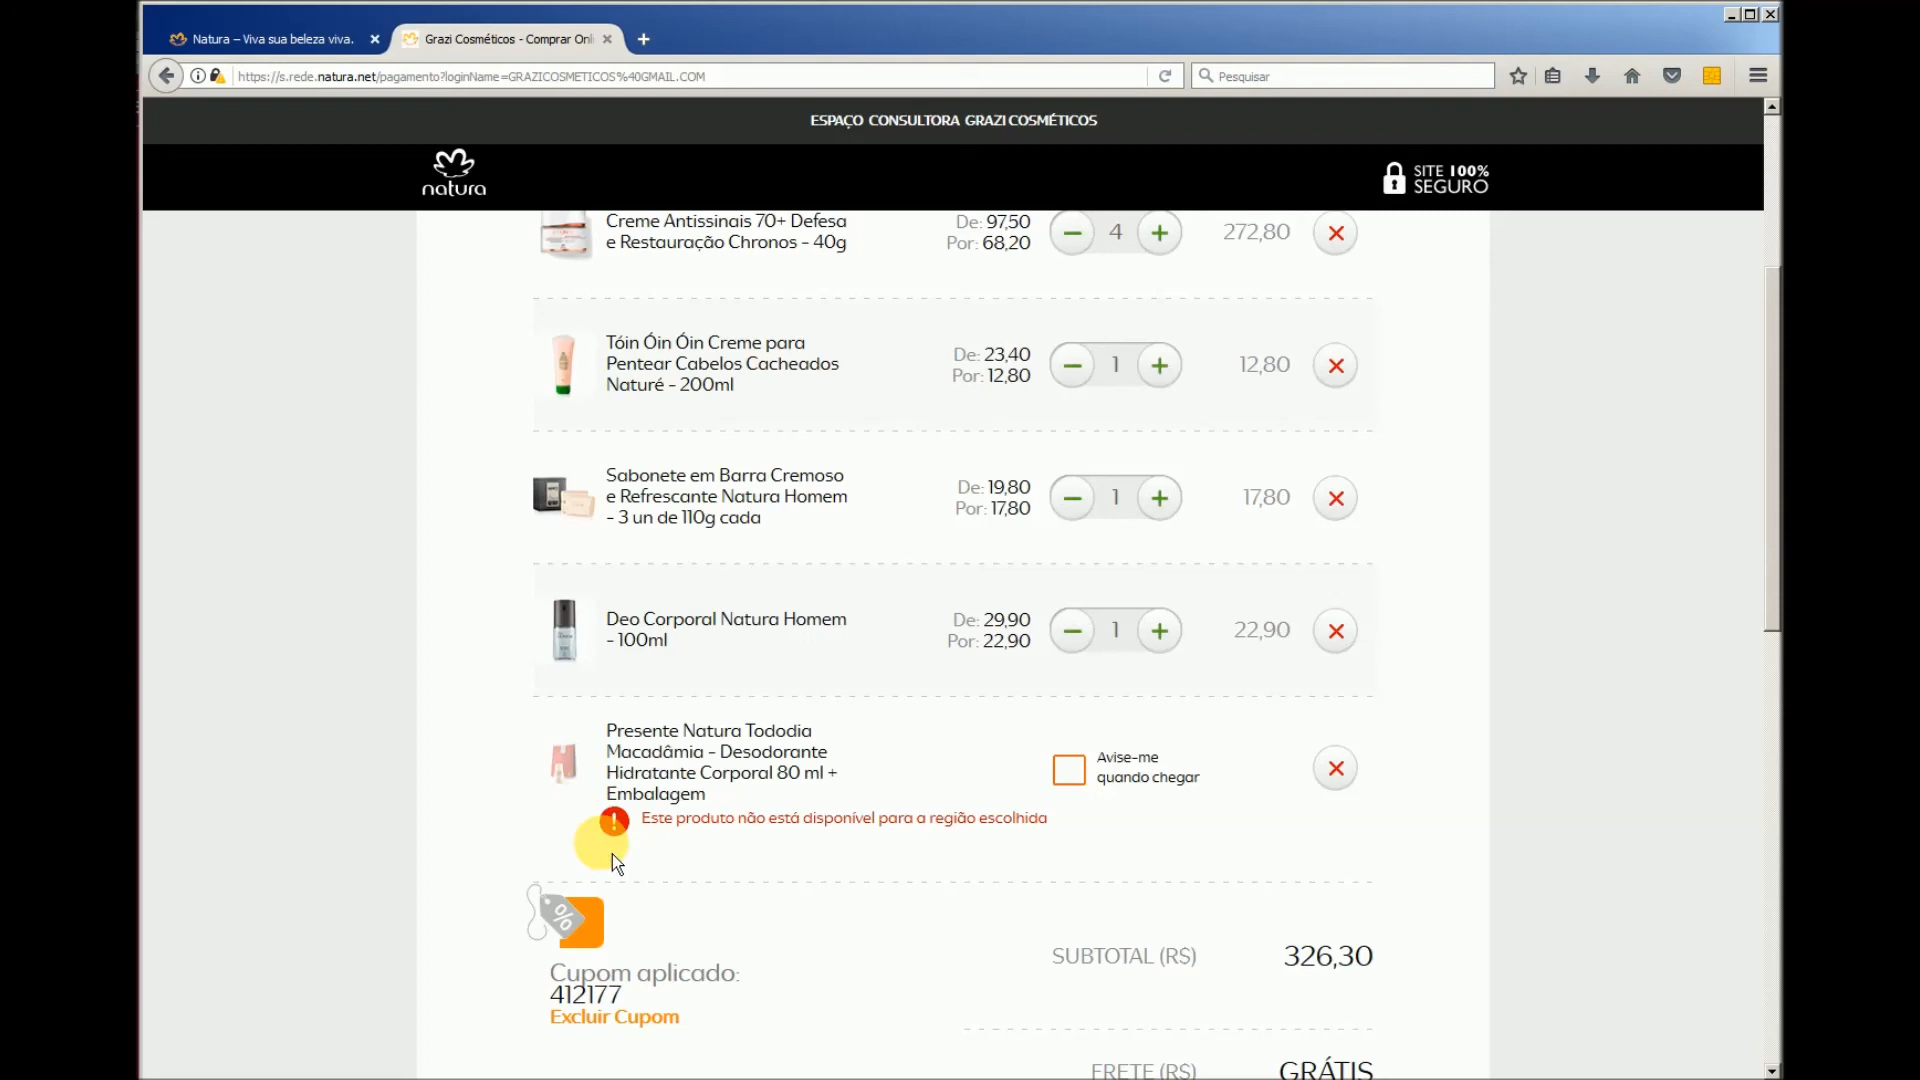 Natura – Viva sua beleza viva.
Grazi Cosméticos - Comprar Onl
https://s.rede.natura.net/pagamento?loginName=GRAZICOSMETICOS%40GMAIL.COM
Pesquisar
ESPAÇO CONSULTORA GRAZI COSMÉTICOS
natura
SITE 100%
SEGURO
Creme Antissinais 70+ Defesa
e Restauração Chronos - 40g
De: 97,50
Por: 68,20
4
272,80
Tóin Óin Óin Creme para
Pentear Cabelos Cacheados
Naturé - 200ml
De: 23,40
Por: 12,80
1
12,80
Sabonete em Barra Cremoso
e Refrescante Natura Homem
- 3 un de 110g cada
De: 19,80
Por: 17,80
1
17,80
Deo Corporal Natura Homem
- 100ml
De: 29,90
Por: 22,90
1
22,90
Presente Natura Tododia
Macadâmia - Desodorante
Hidratante Corporal 80 ml +
Embalagem
Avise-me
quando chegar
! Este produto não está disponível para a região escolhida
%
Cupom aplicado:
412177
Excluir Cupom
SUBTOTAL (R$)
326,30
FRETE (R$)
GRÁTIS